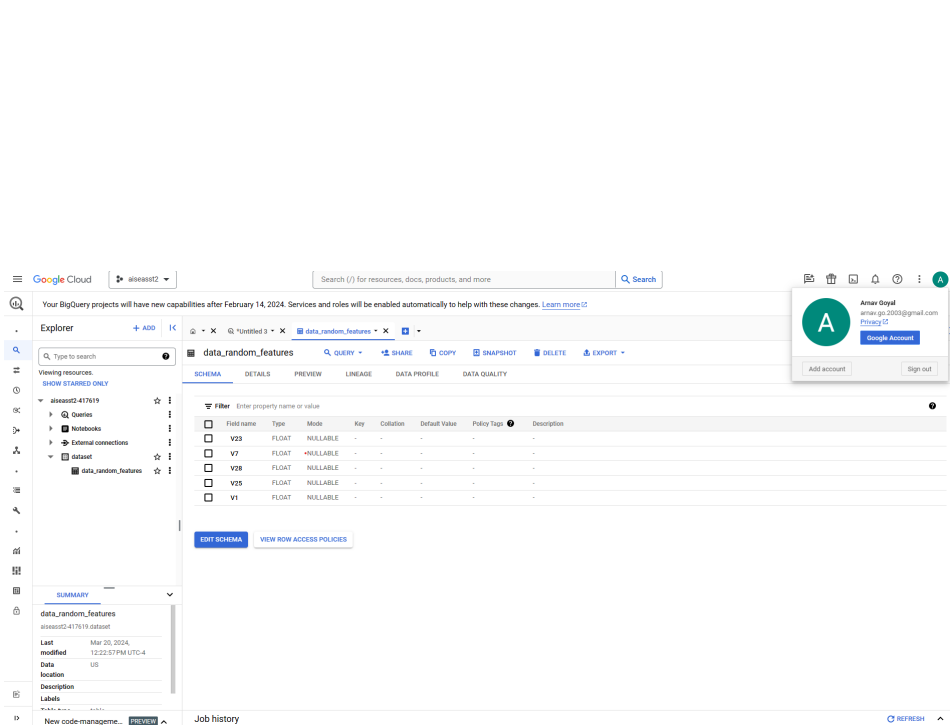 Google Cloud
aiseasst2
Search (/) for resources, docs, products, and more
Search
A
Your BigQuery projects will have new capabilities after February 14, 2024. Services and roles will be enabled automatically to help with these changes. Learn more
Arnav Goyal
arnav.go.2003@gmail.com
Privacy
Google Account
A
Add account
Sign out
Explorer
+ ADD
Type to search
Viewing resources.
SHOW STARRED ONLY
aiseasst2-417619
Queries
Notebooks
External connections
dataset
data_random_features
*Untitled 3
data_random_features
data_random_features
QUERY
SHARE
COPY
SNAPSHOT
DELETE
EXPORT
SCHEMA DETAILS PREVIEW LINEAGE DATA PROFILE DATA QUALITY
Filter Enter property name or value
Field name Type Mode Key Collation Default Value Policy Tags Description
V23 FLOAT NULLABLE - - - - -
V7 FLOAT NULLABLE - - - - -
V28 FLOAT NULLABLE - - - - -
V25 FLOAT NULLABLE - - - - -
V1 FLOAT NULLABLE - - - - -
EDIT SCHEMA
VIEW ROW ACCESS POLICIES
SUMMARY
data_random_features
aiseasst2-417619.dataset
Last modified Mar 20, 2024, 12:22:57 PM UTC-4
Data location US
Description
Labels
Table type table
New code-manageme... PREVIEW
Job history
REFRESH